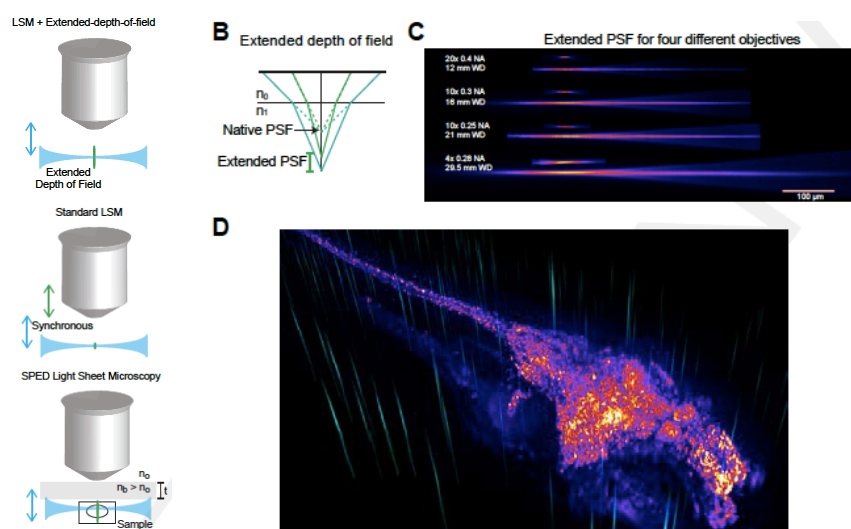 LSM + Extended-depth-of-field
Extended
Depth of Field
Standard LSM
Synchronous
SPED Light Sheet Microscopy
no
nb > no
t
Sample
B
Extended depth of field
n0
n1
Native PSF
Extended PSF
C
Extended PSF for four different objectives
20x 0.4 NA
12 mm WD
10x 0.3 NA
16 mm WD
10x 0.25 NA
21 mm WD
4x 0.28 NA
29.5 mm WD
100 µm
D